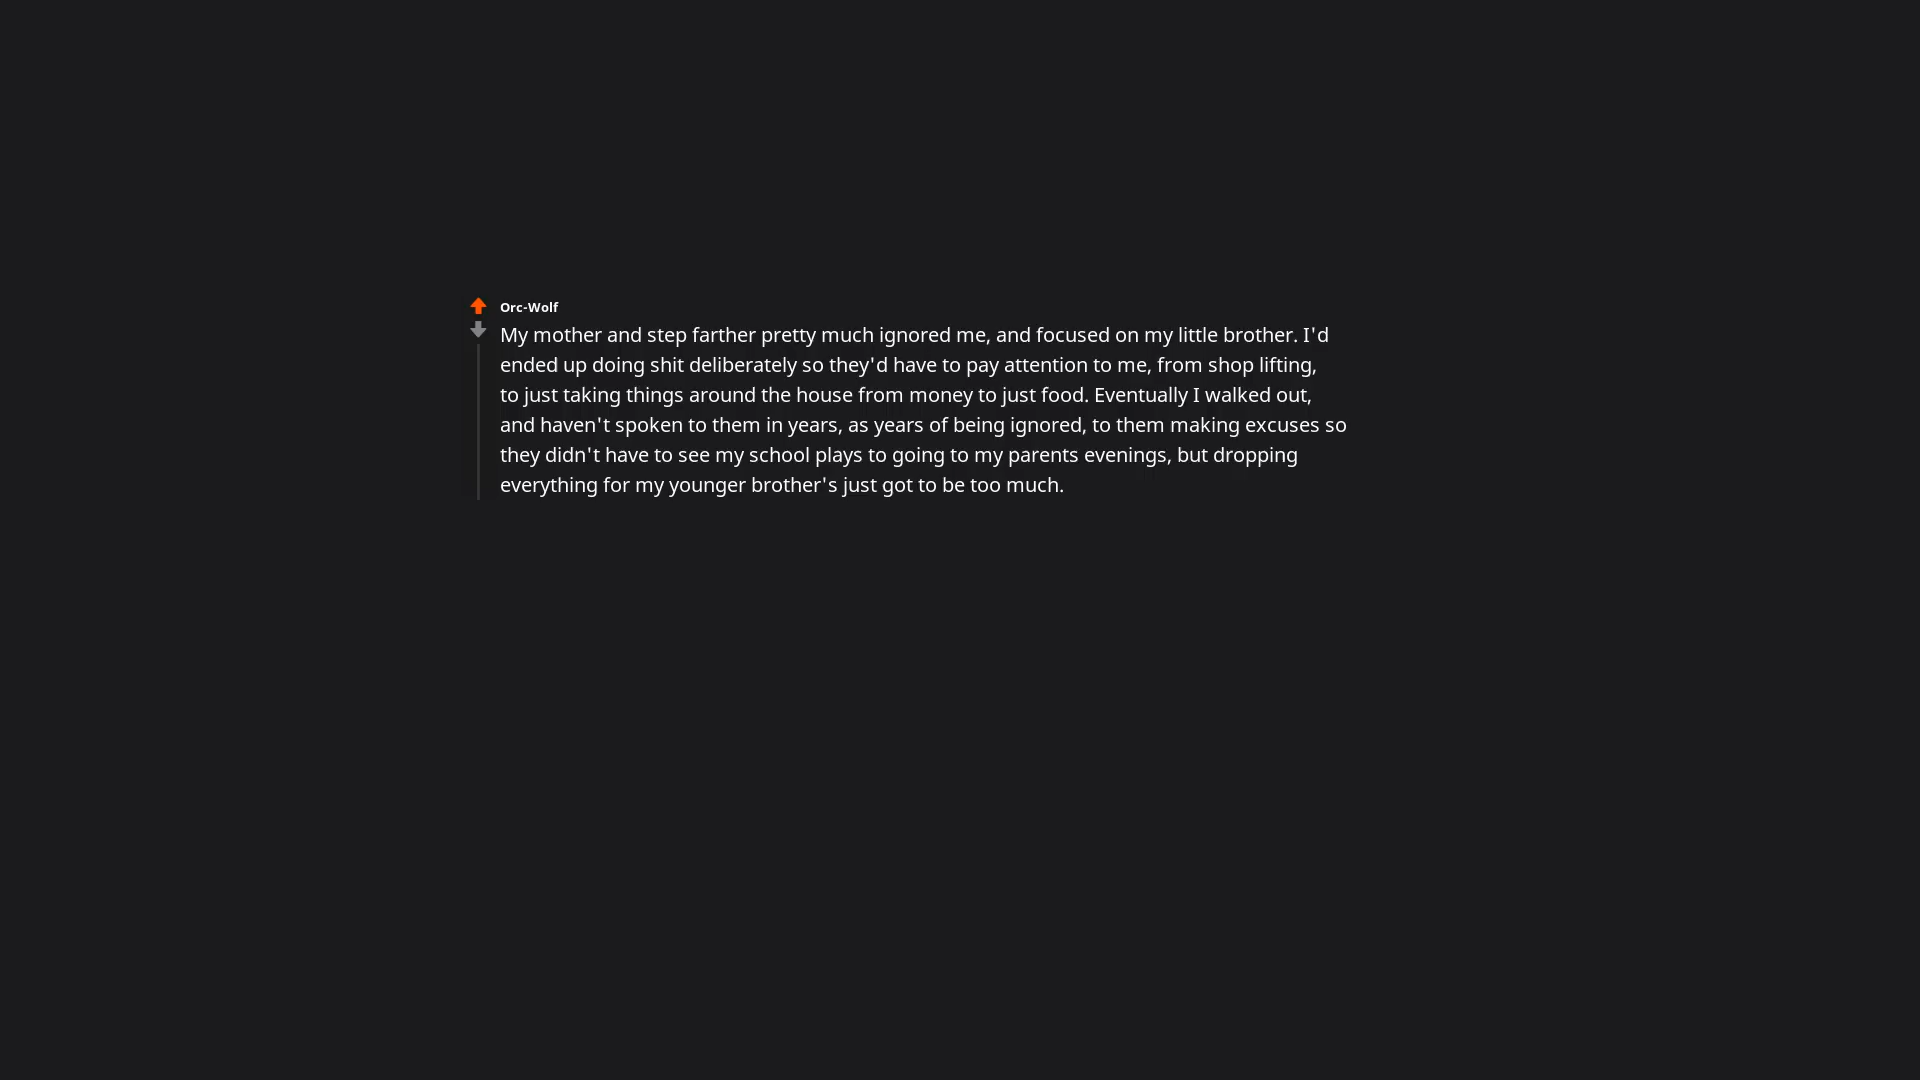 Orc-Wolf
My mother and step farther pretty much ignored me, and focused on my little brother. I'd
ended up doing shit deliberately so they'd have to pay attention to me, from shop lifting,
to just taking things around the house from money to just food. Eventually I walked out,
and haven't spoken to them in years, as years of being ignored, to them making excuses so
they didn't have to see my school plays to going to my parents evenings, but dropping
everything for my younger brother's just got to be too much.